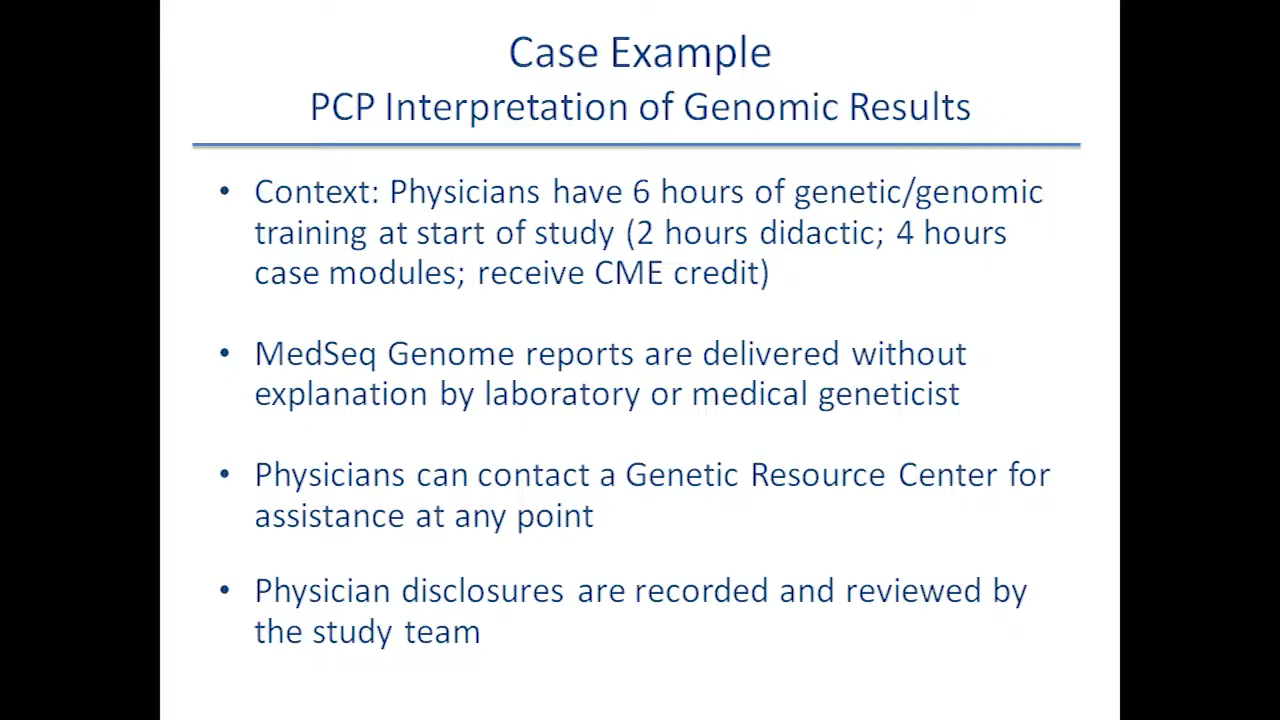 Case Example
PCP Interpretation of Genomic Results
• Context: Physicians have 6 hours of genetic/genomic
training at start of study (2 hours didactic; 4 hours
case modules; receive CME credit)
• MedSeq Genome reports are delivered without
explanation by laboratory or medical geneticist
• Physicians can contact a Genetic Resource Center for
assistance at any point
• Physician disclosures are recorded and reviewed by
the study team